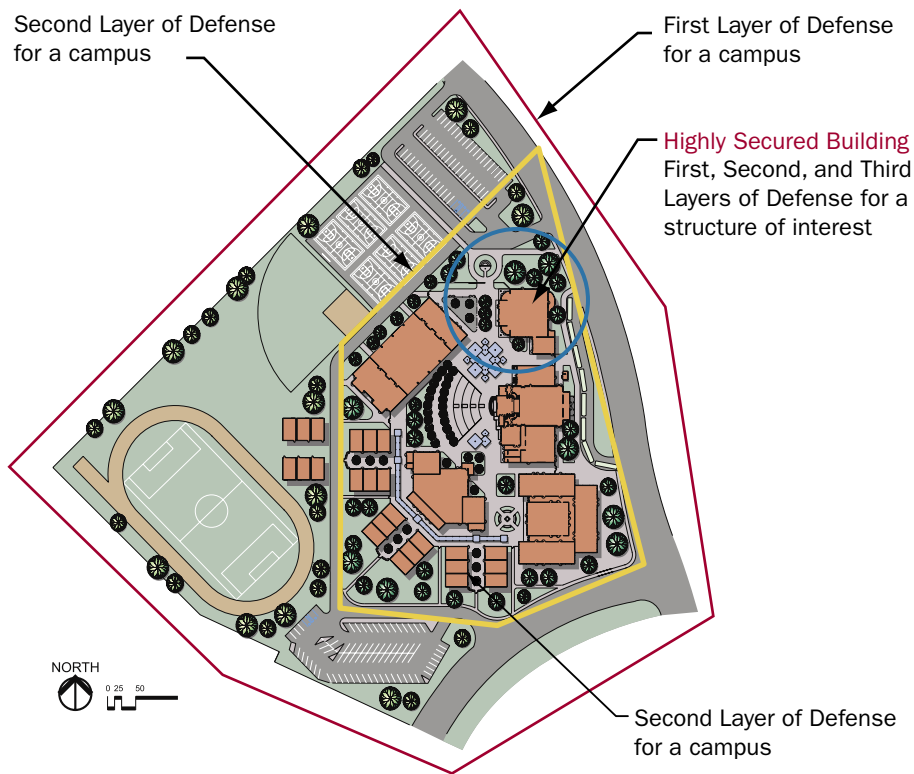 Second Layer of Defense
for a campus
First Layer of Defense
for a campus
Highly Secured Building
First, Second, and Third
Layers of Defense for a
structure of interest
NORTH
0 25 50
Second Layer of Defense
for a campus